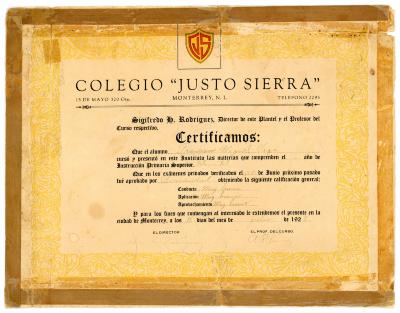 JS
COLEGIO "JUSTO SIERRA"
15 DE MAYO 320 Ote. MONTERREY, N. L. TELEFONO 2295
Sigifredo H. Rodríguez, Director de este Plantel y el Profesor del
Curso respectivo,
Certificamos:
Que el alumno
cursó y presentó en este Instituto las materias que comprenden el año de
Instrucción Primaria Superior.
Que en los exámenes privados verificados el de Junio próximo pasado
fué aprobado por obteniendo la siguiente calificación general:
Conducta Muy Buena
Aplicación Muy
Aprovechamiento Muy
Y para los fines que convengan al interesado le extendemos el presente en la
ciudad de Monterrey, a los días del mes de de 192
EL DIRECTOR EL PROF. DEL CURSO.